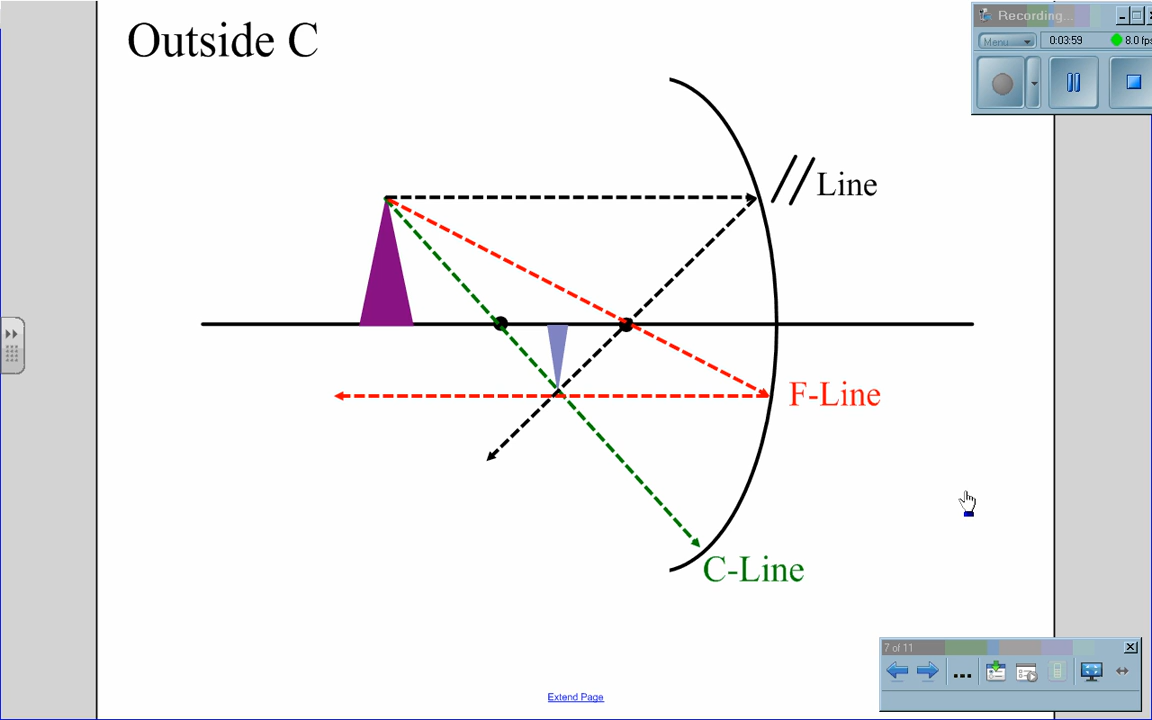 Outside C
Recording...
Menu
0:03:59
8.0 fps
// Line
F-Line
C-Line
7 of 11
...
Extend Page